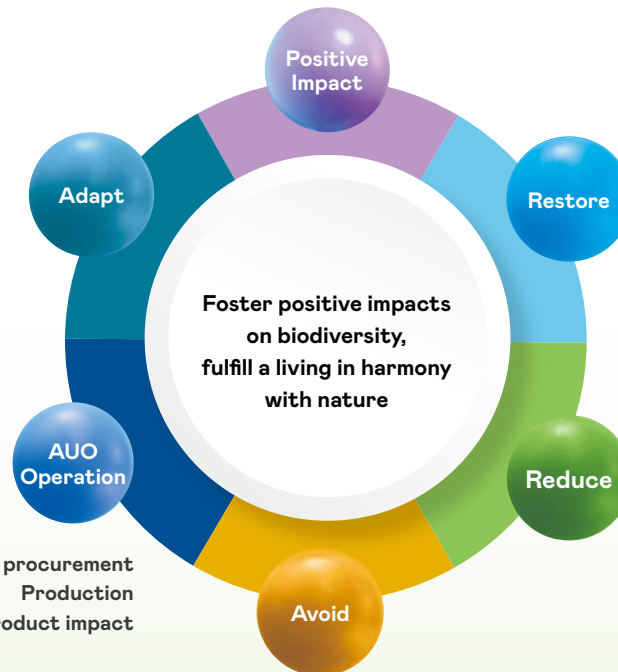 Positive
Impact
Adapt
Restore
Foster positive impacts
on biodiversity,
fulfill a living in harmony
with nature
AUO
Operation
Reduce
procurement
Production
impact
Avoid